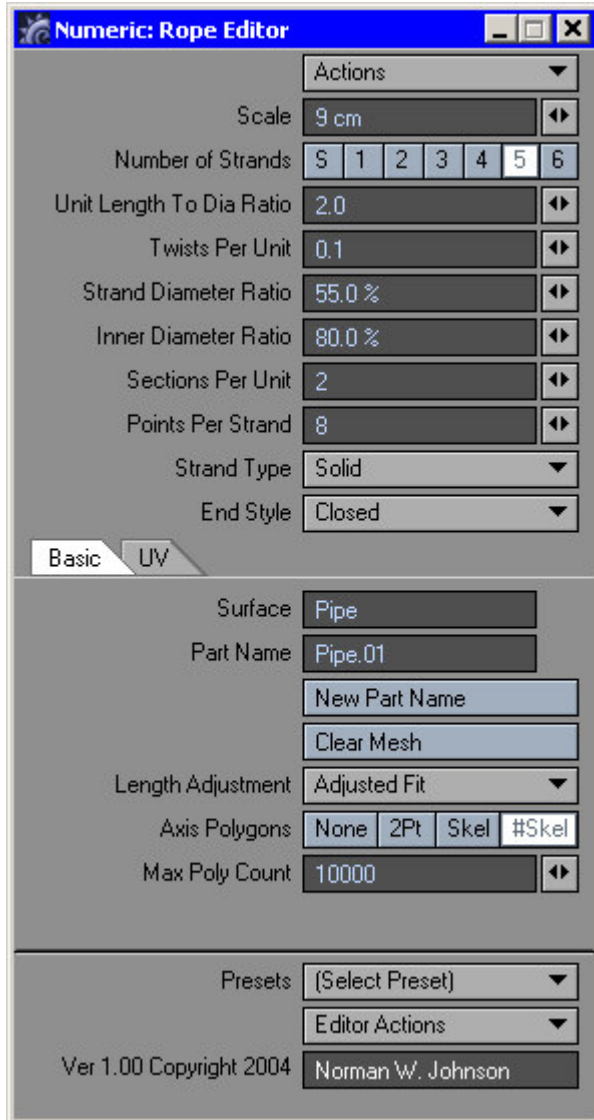 Numeric: Rope Editor
Actions
Scale 9 cm
Number of Strands S 1 2 3 4 5 6
Unit Length To Dia Ratio 2.0
Twists Per Unit 0.1
Strand Diameter Ratio 55.0 %
Inner Diameter Ratio 80.0 %
Sections Per Unit 2
Points Per Strand 8
Strand Type Solid
End Style Closed
Basic UV
Surface Pipe
Part Name Pipe.01
New Part Name
Clear Mesh
Length Adjustment Adjusted Fit
Axis Polygons None 2Pt Skel #Skel
Max Poly Count 10000
Presets (Select Preset)
Editor Actions
Ver 1.00 Copyright 2004 Norman W. Johnson